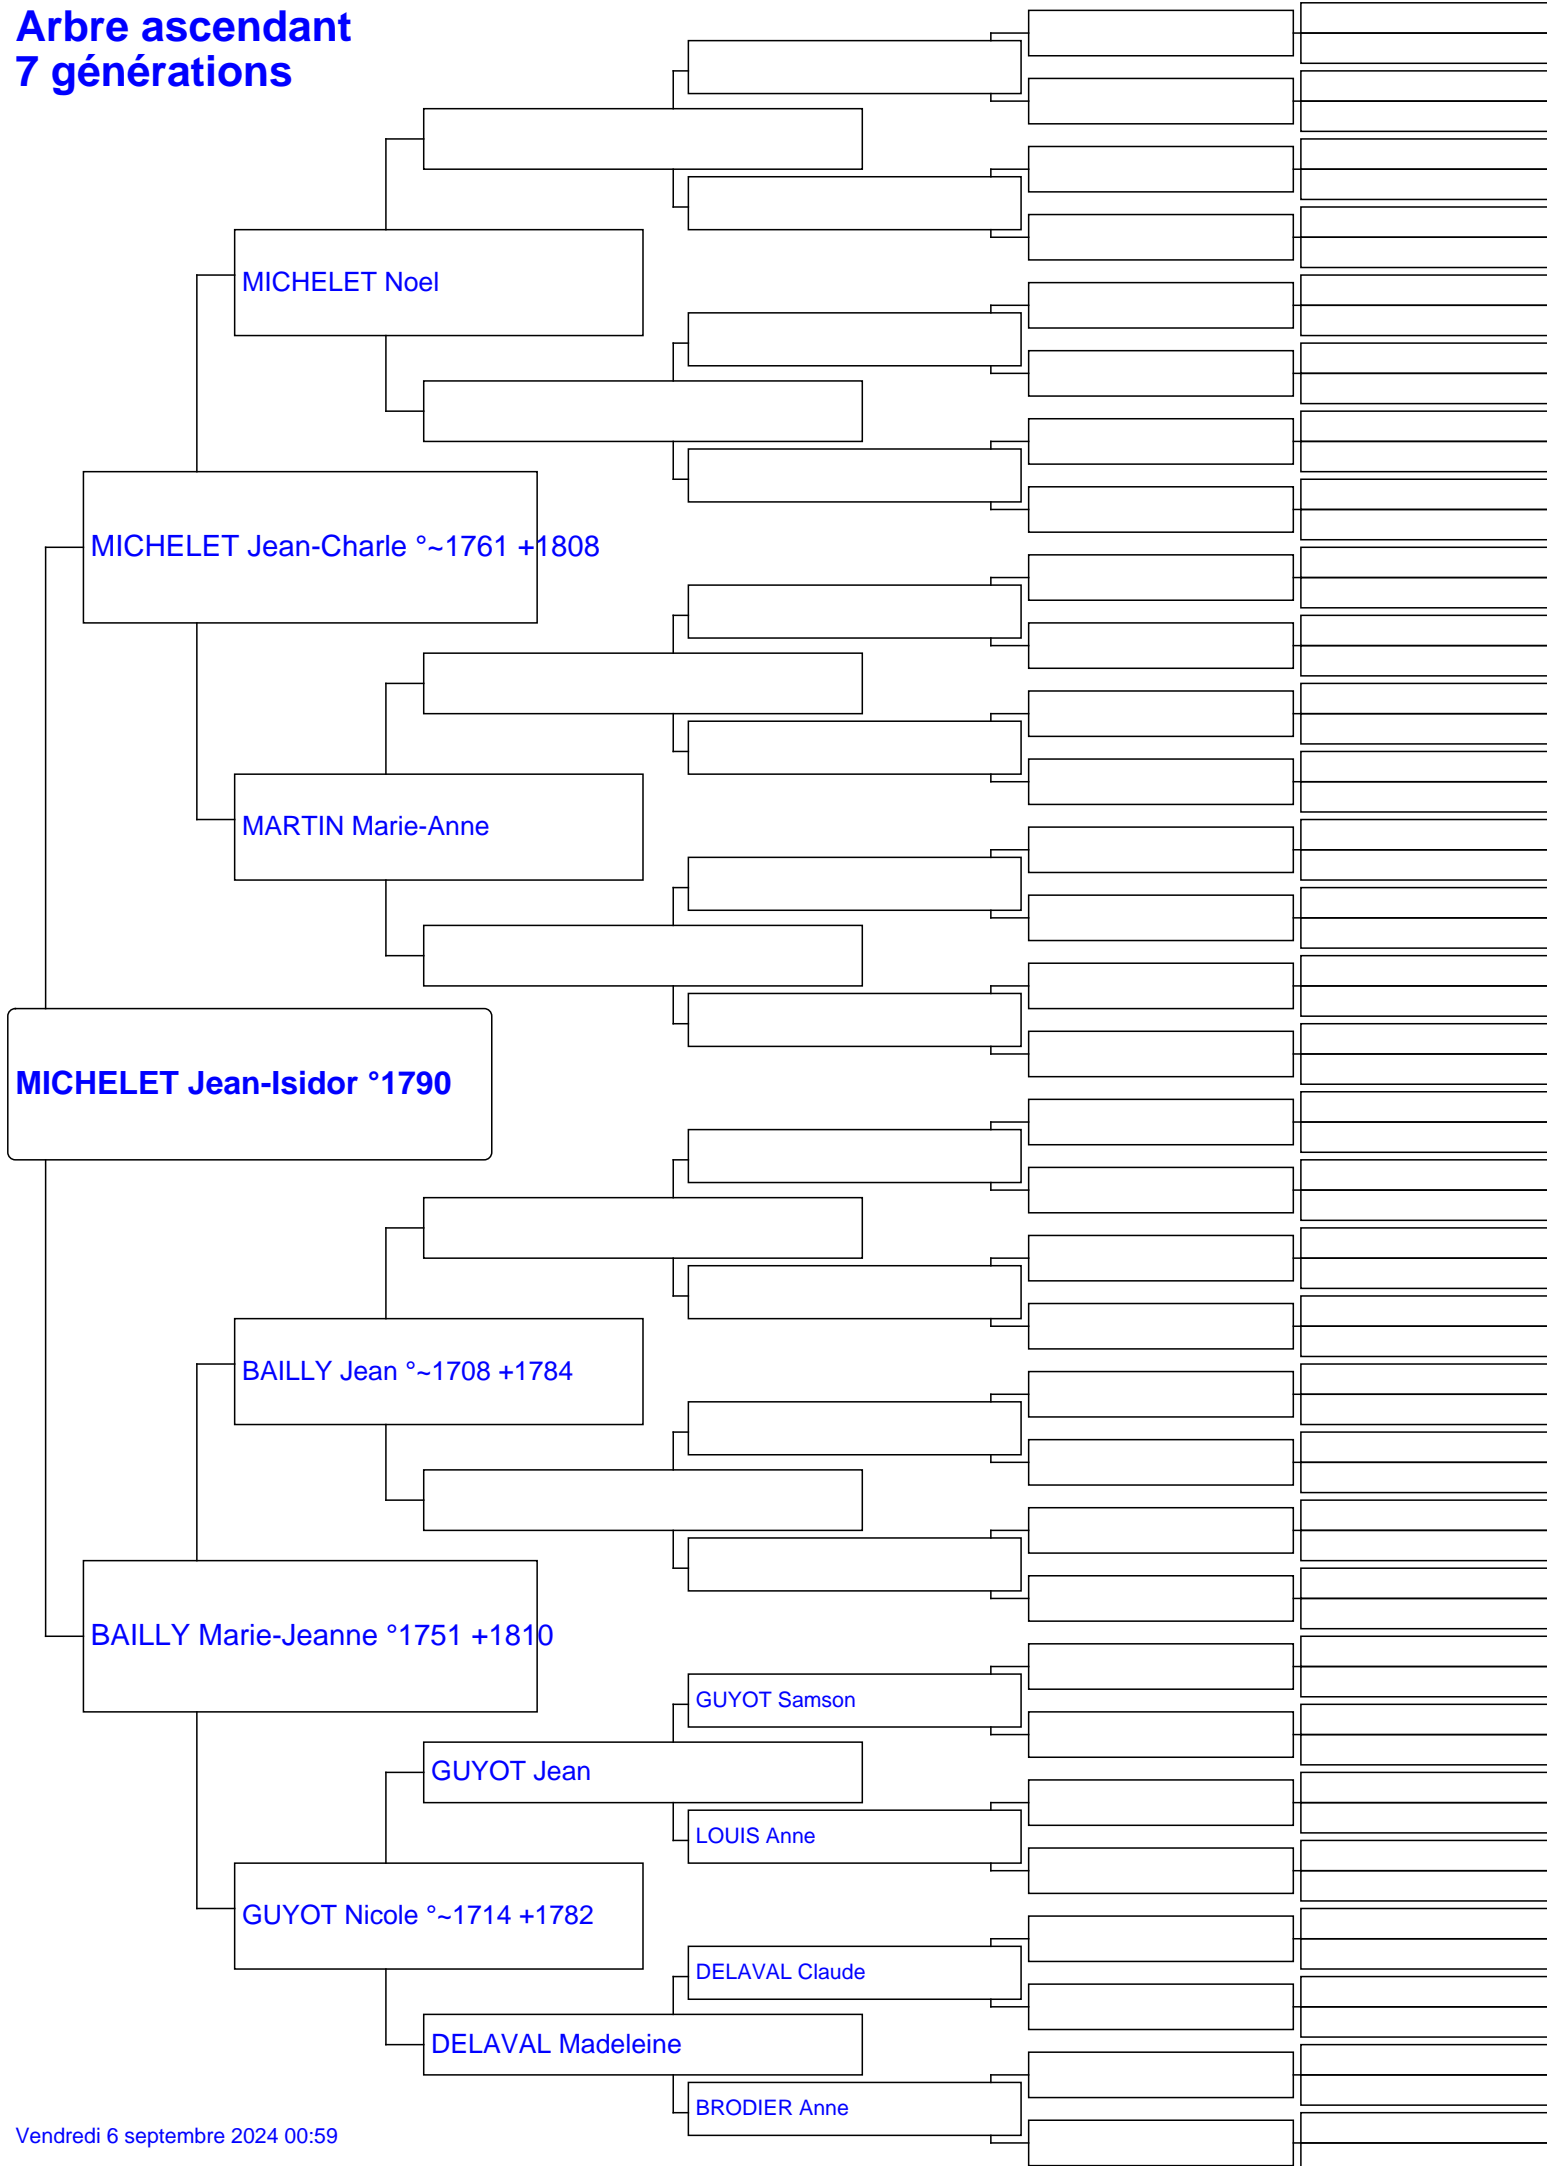 Arbre ascendant
7 générations
MICHELET Noel
MICHELET Jean-Charle °~1761 +1808
MARTIN Marie-Anne
MICHELET Jean-Isidor °1790
BAILLY Jean °~1708 +1784
BAILLY Marie-Jeanne °1751 +1810
GUYOT Samson
GUYOT Jean
LOUIS Anne
GUYOT Nicole °~1714 +1782
DELAVAL Claude
DELAVAL Madeleine
BRODIER Anne
Vendredi 6 septembre 2024 00:59